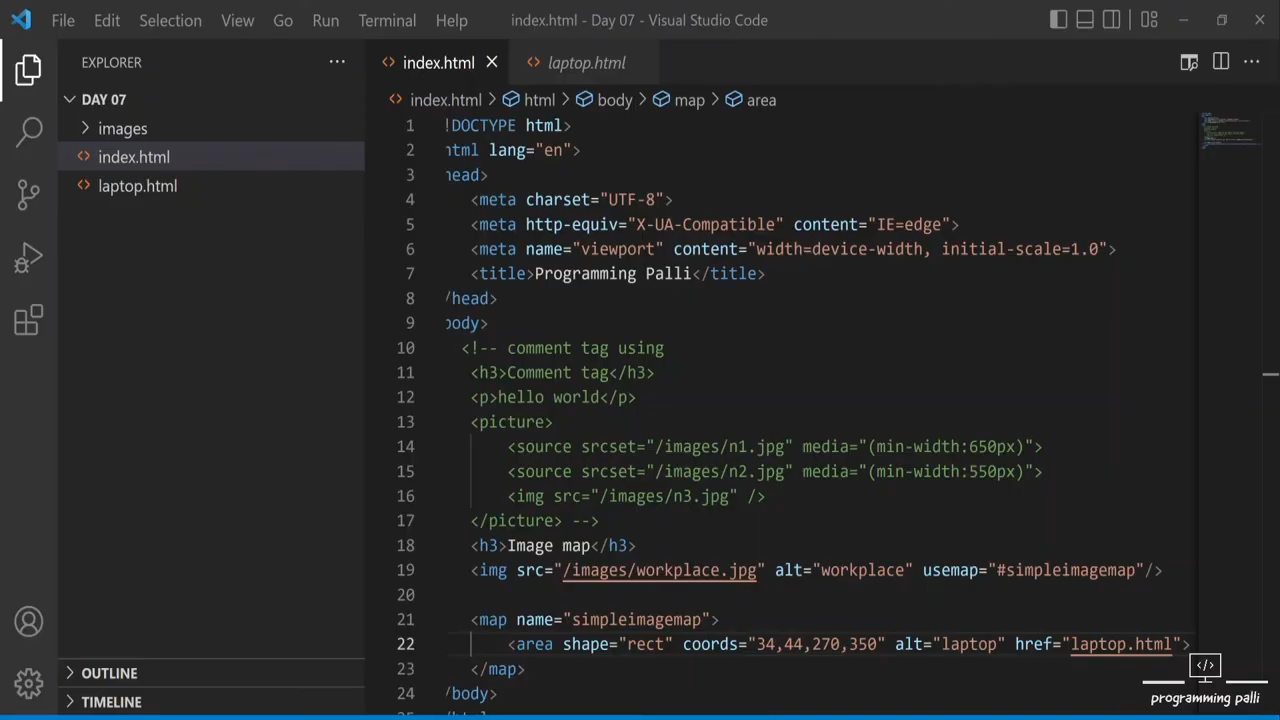 File Edit Selection View Go Run Terminal Help index.html - Day 07 - Visual Studio Code
EXPLORER
DAY 07
images
index.html
laptop.html
OUTLINE
TIMELINE
index.html laptop.html
index.html > html > body > map > area
1 !DOCTYPE html>
2 html lang="en">
3 head>
4 <meta charset="UTF-8">
5 <meta http-equiv="X-UA-Compatible" content="IE=edge">
6 <meta name="viewport" content="width=device-width, initial-scale=1.0">
7 <title>Programming Palli</title>
8 /head>
9 body>
10 <!-- comment tag using
11 <h3>Comment tag</h3>
12 <p>hello world</p>
13 <picture>
14 <source srcset="/images/n1.jpg" media="(min-width:650px)">
15 <source srcset="/images/n2.jpg" media="(min-width:550px)">
16 <img src="/images/n3.jpg" />
17 </picture> -->
18 <h3>Image map</h3>
19 <img src="/images/workplace.jpg" alt="workplace" usemap="#simpleimagemap"/>
20
21 <map name="simpleimagemap">
22 <area shape="rect" coords="34,44,270,350" alt="laptop" href="laptop.html">
23 </map>
24 </body>
</> 
programming palli